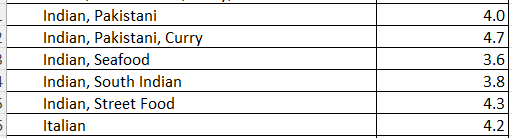 Indian, Pakistani 4.0
Indian, Pakistani, Curry 4.7
Indian, Seafood 3.6
Indian, South Indian 3.8
Indian, Street Food 4.3
Italian 4.2